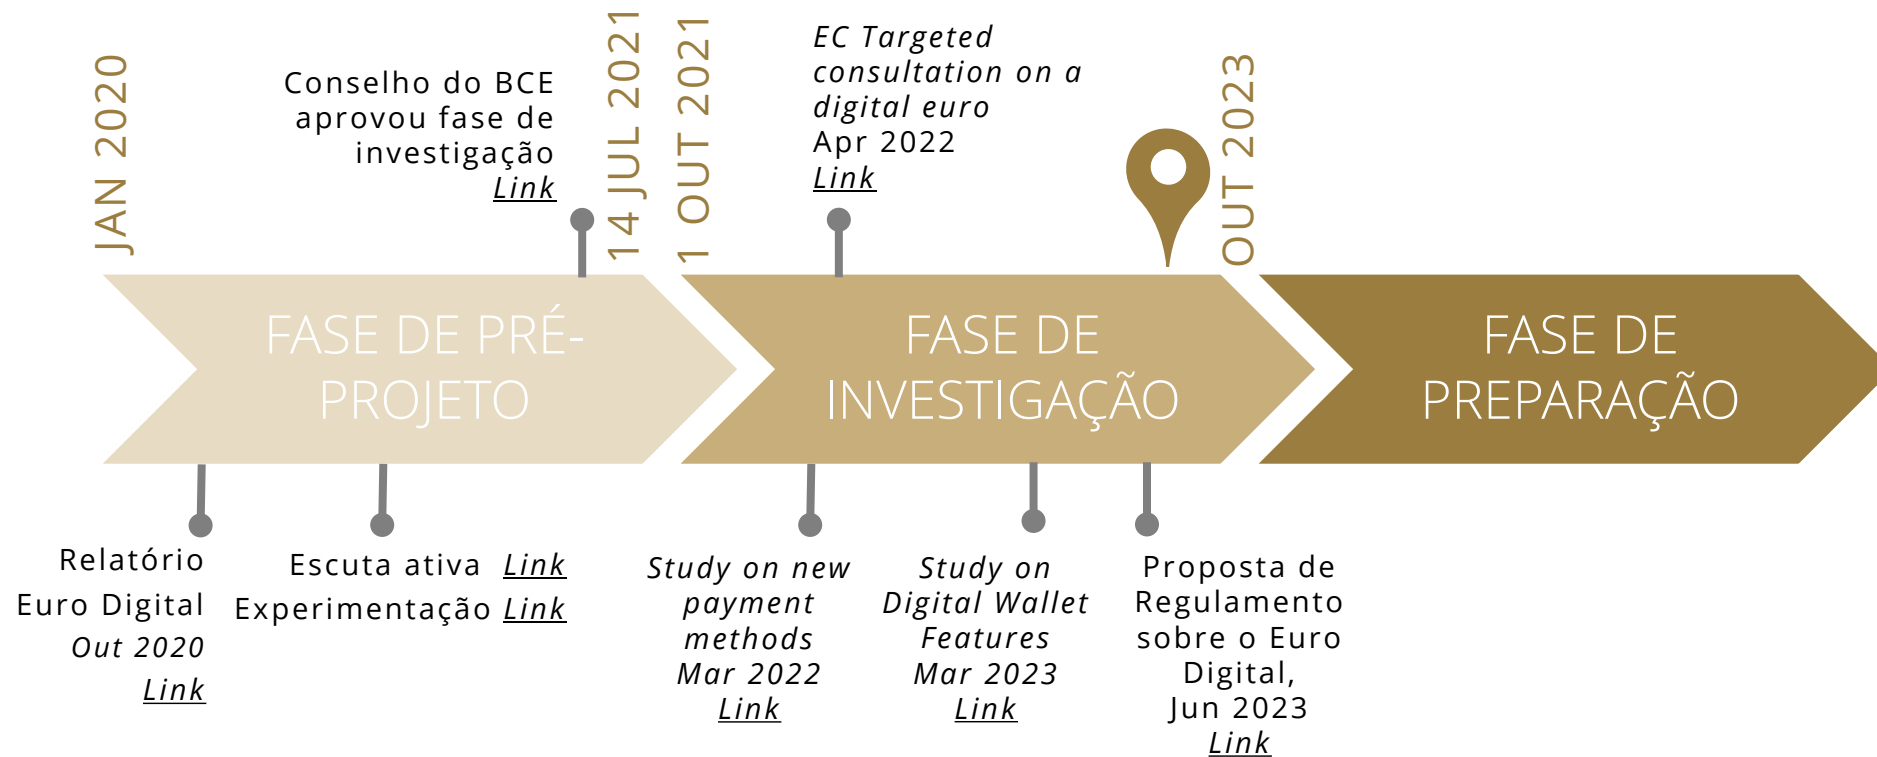 JAN 2020
Conselho do BCE
aprovou fase de
investigação
Link
14 JUL 2021
1 OUT 2021
EC Targeted
consultation on a
digital euro
Apr 2022
Link
OUT 2023
FASE DE PRÉ-
PROJETO
FASE DE
INVESTIGAÇÃO
FASE DE
PREPARAÇÃO
Relatório
Euro Digital
Out 2020
Link
Escuta ativa Link
Experimentação Link
Study on new
payment
methods
Mar 2022
Link
Study on
Digital Wallet
Features
Mar 2023
Link
Proposta de
Regulamento
sobre o Euro
Digital,
Jun 2023
Link